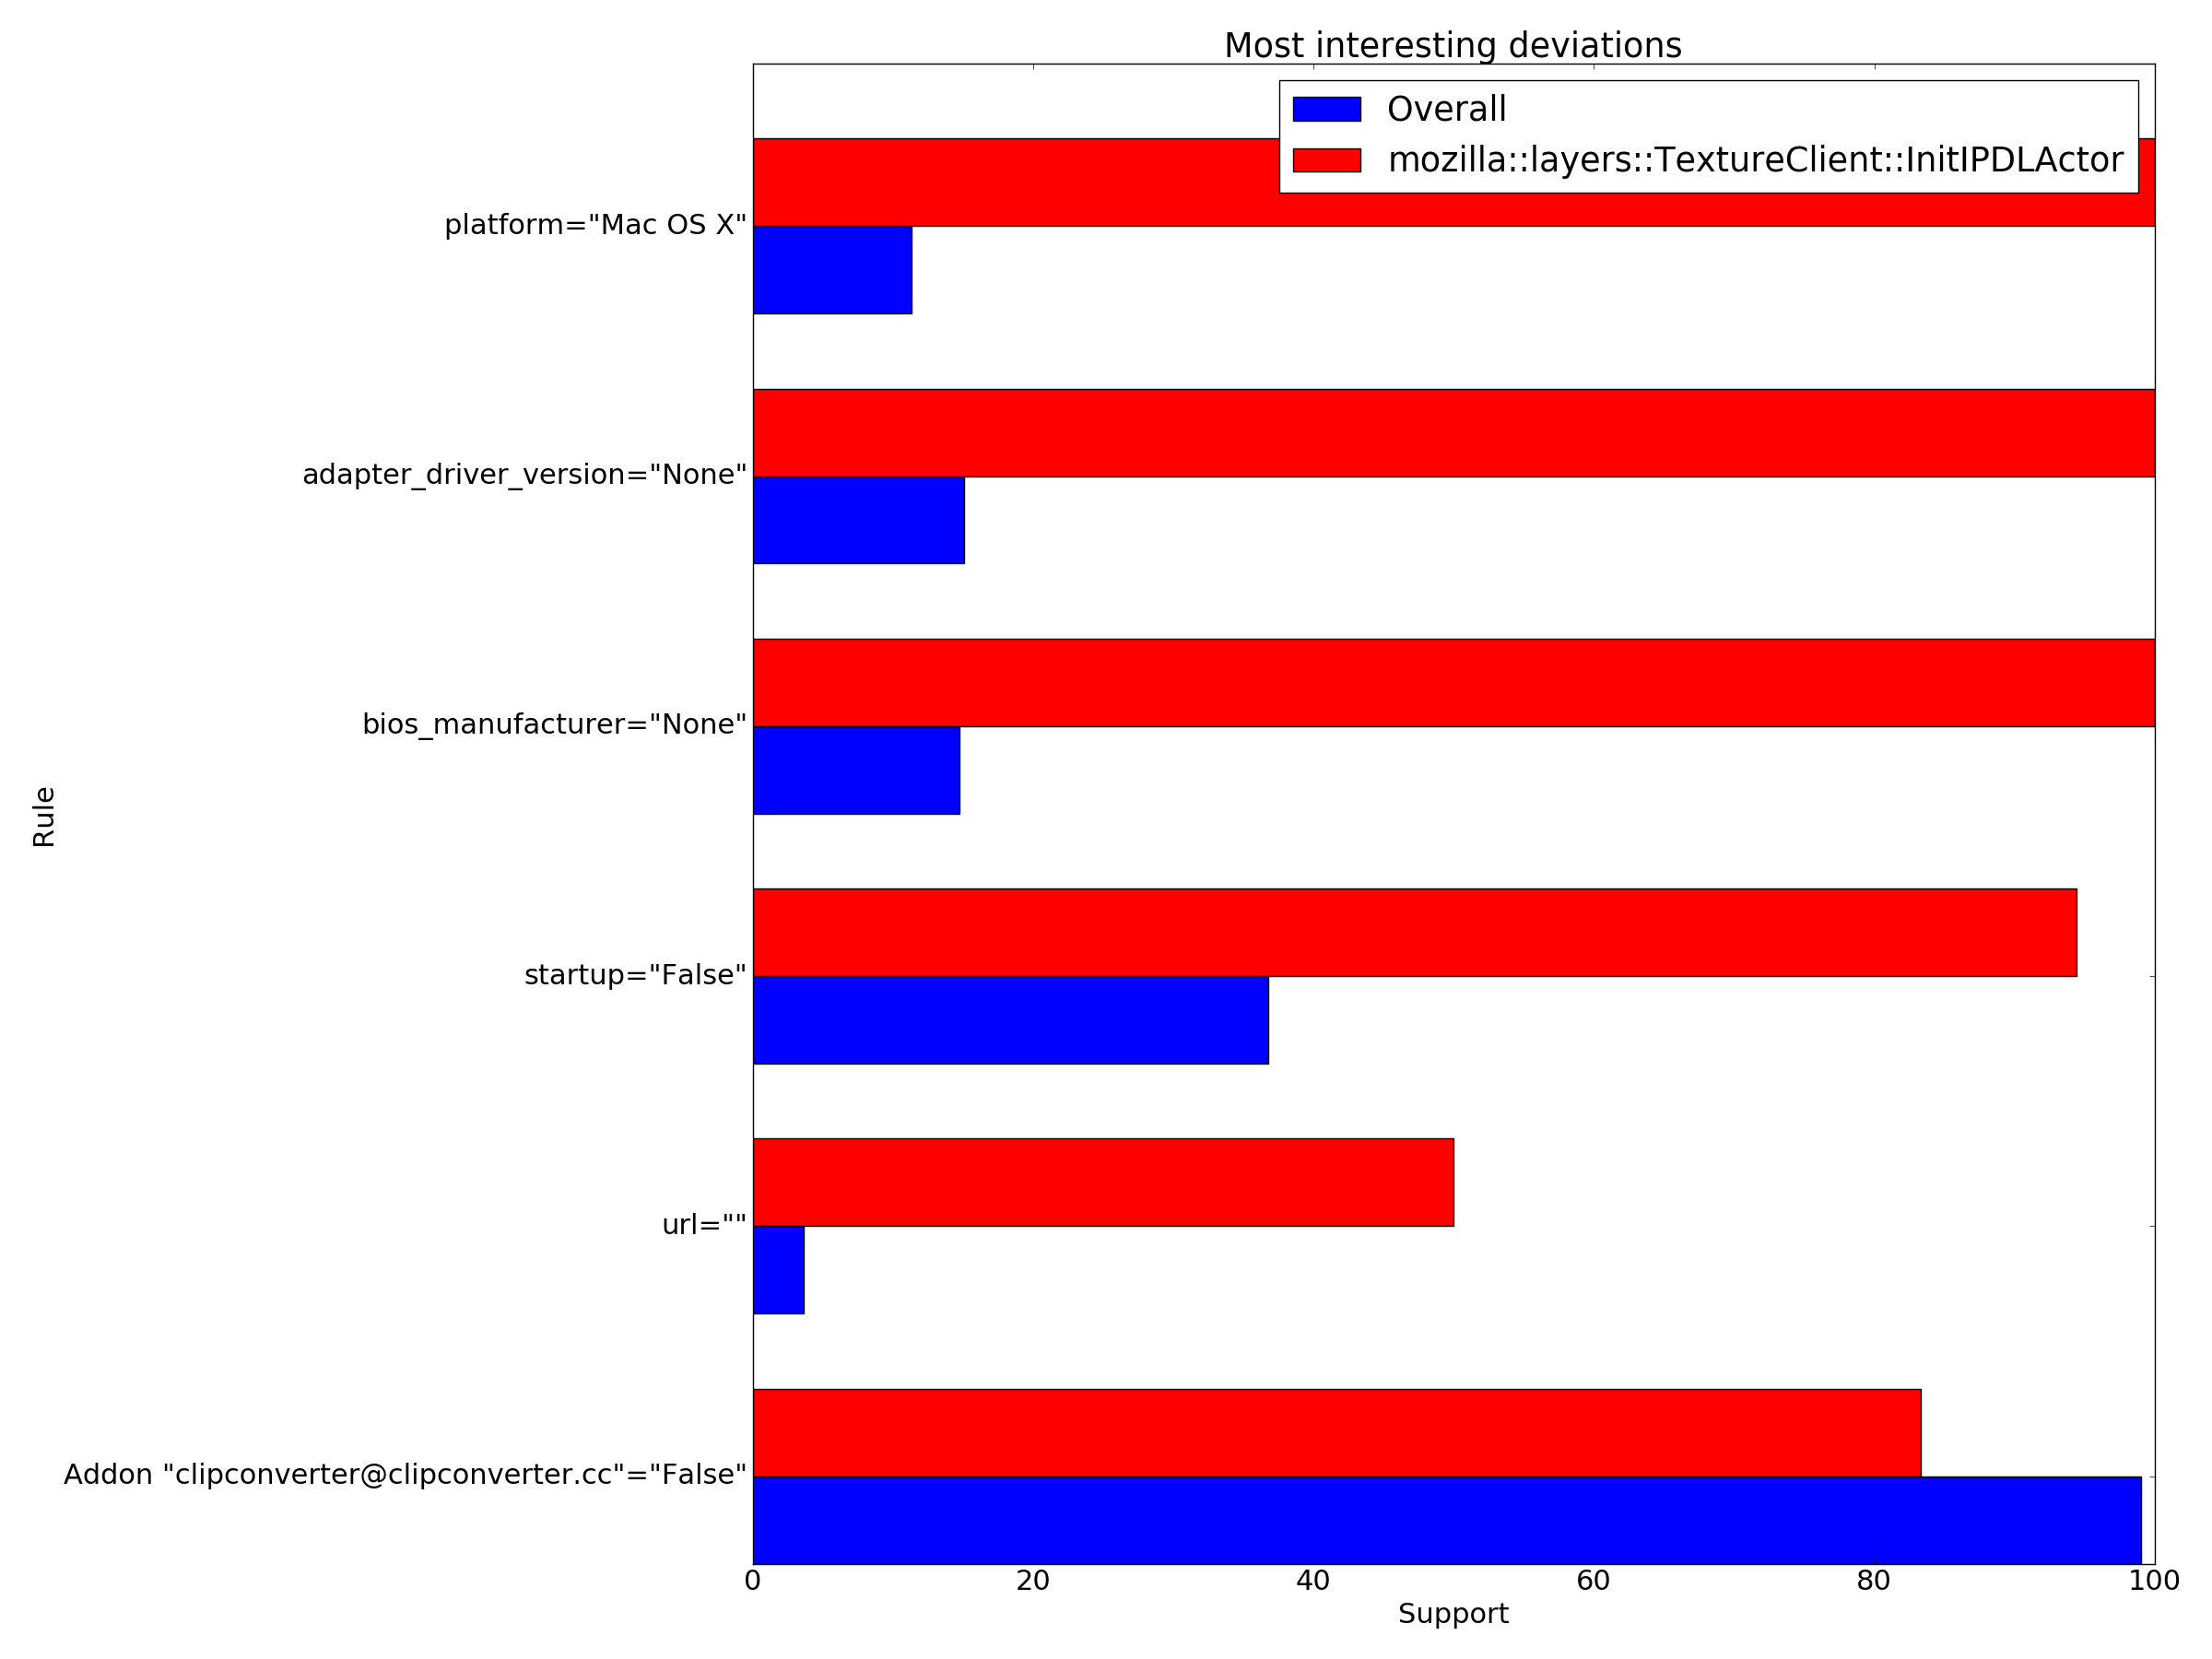 Most interesting deviations
Overall
mozilla::layers::TextureClient::InitIPDLActor
platform="Mac OS X"
adapter_driver_version="None"
bios_manufacturer="None"
Rule
startup="False"
url=""
Addon "clipconverter@clipconverter.cc"="False"
0 20 40 60 80 100
Support